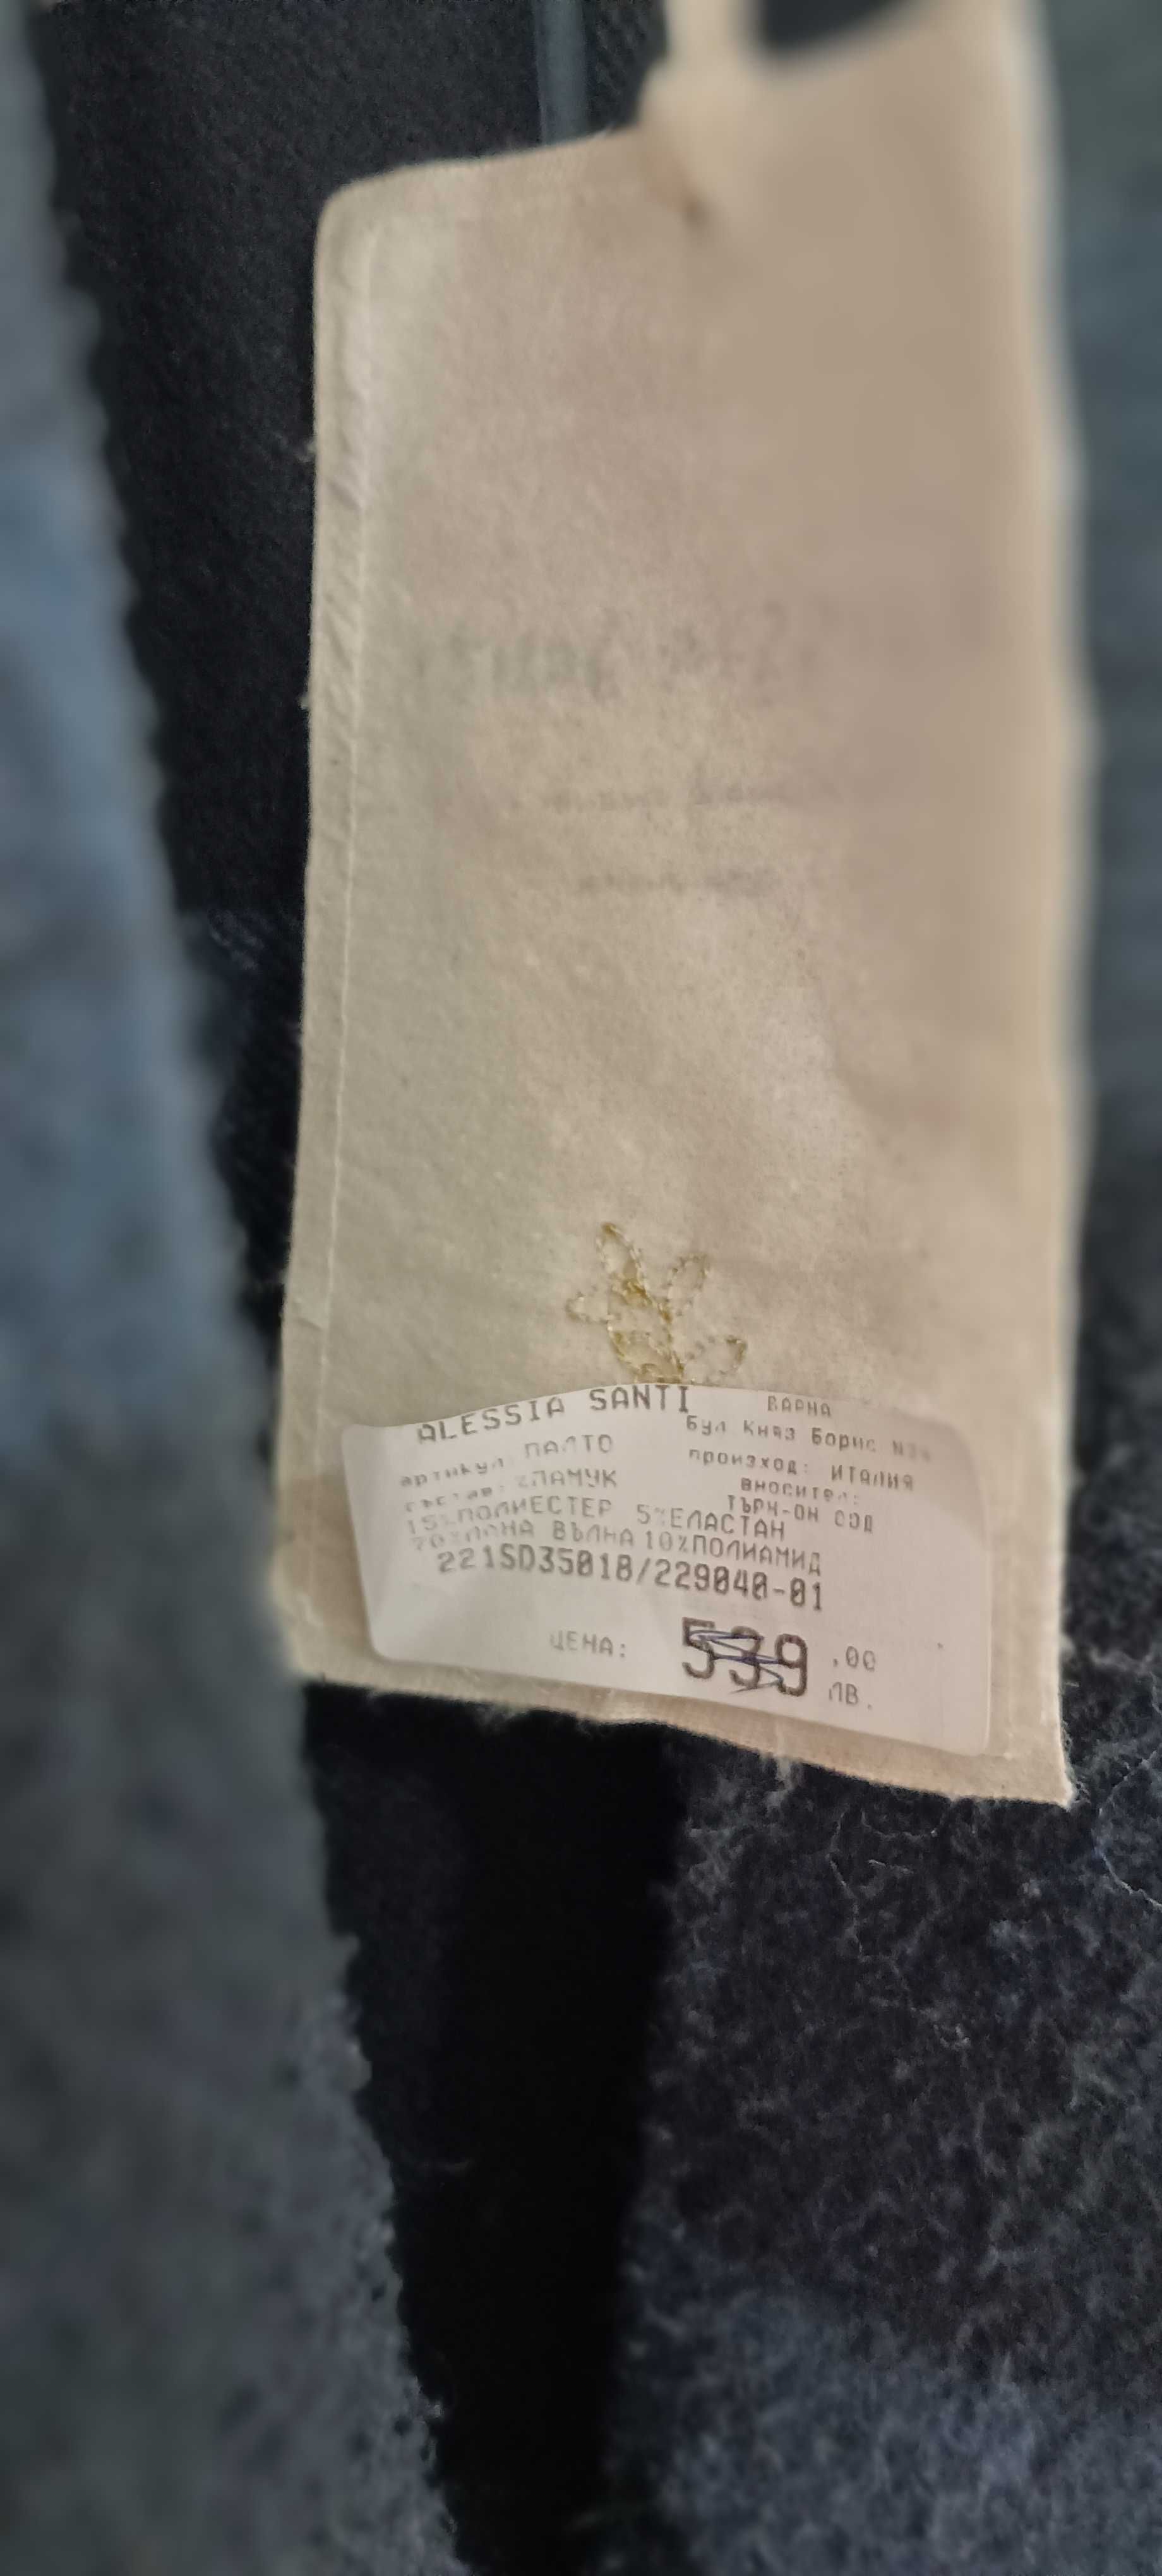 ALESSIA SANTI
ВАРНА
Бул Княз Борис
артикул: ПАЛТО
произход: ИТАЛИЯ
състав: %ПАМУК
вносител:
ТЪРН-ОН ООД
15%ПОЛИЕСТЕР 5%ЕЛАСТАН
70%ЛАНА ВЪЛНА 10%ПОЛИАМИД
221SD35018/229040-01
ЦЕНА: 539 .00
ЛВ.